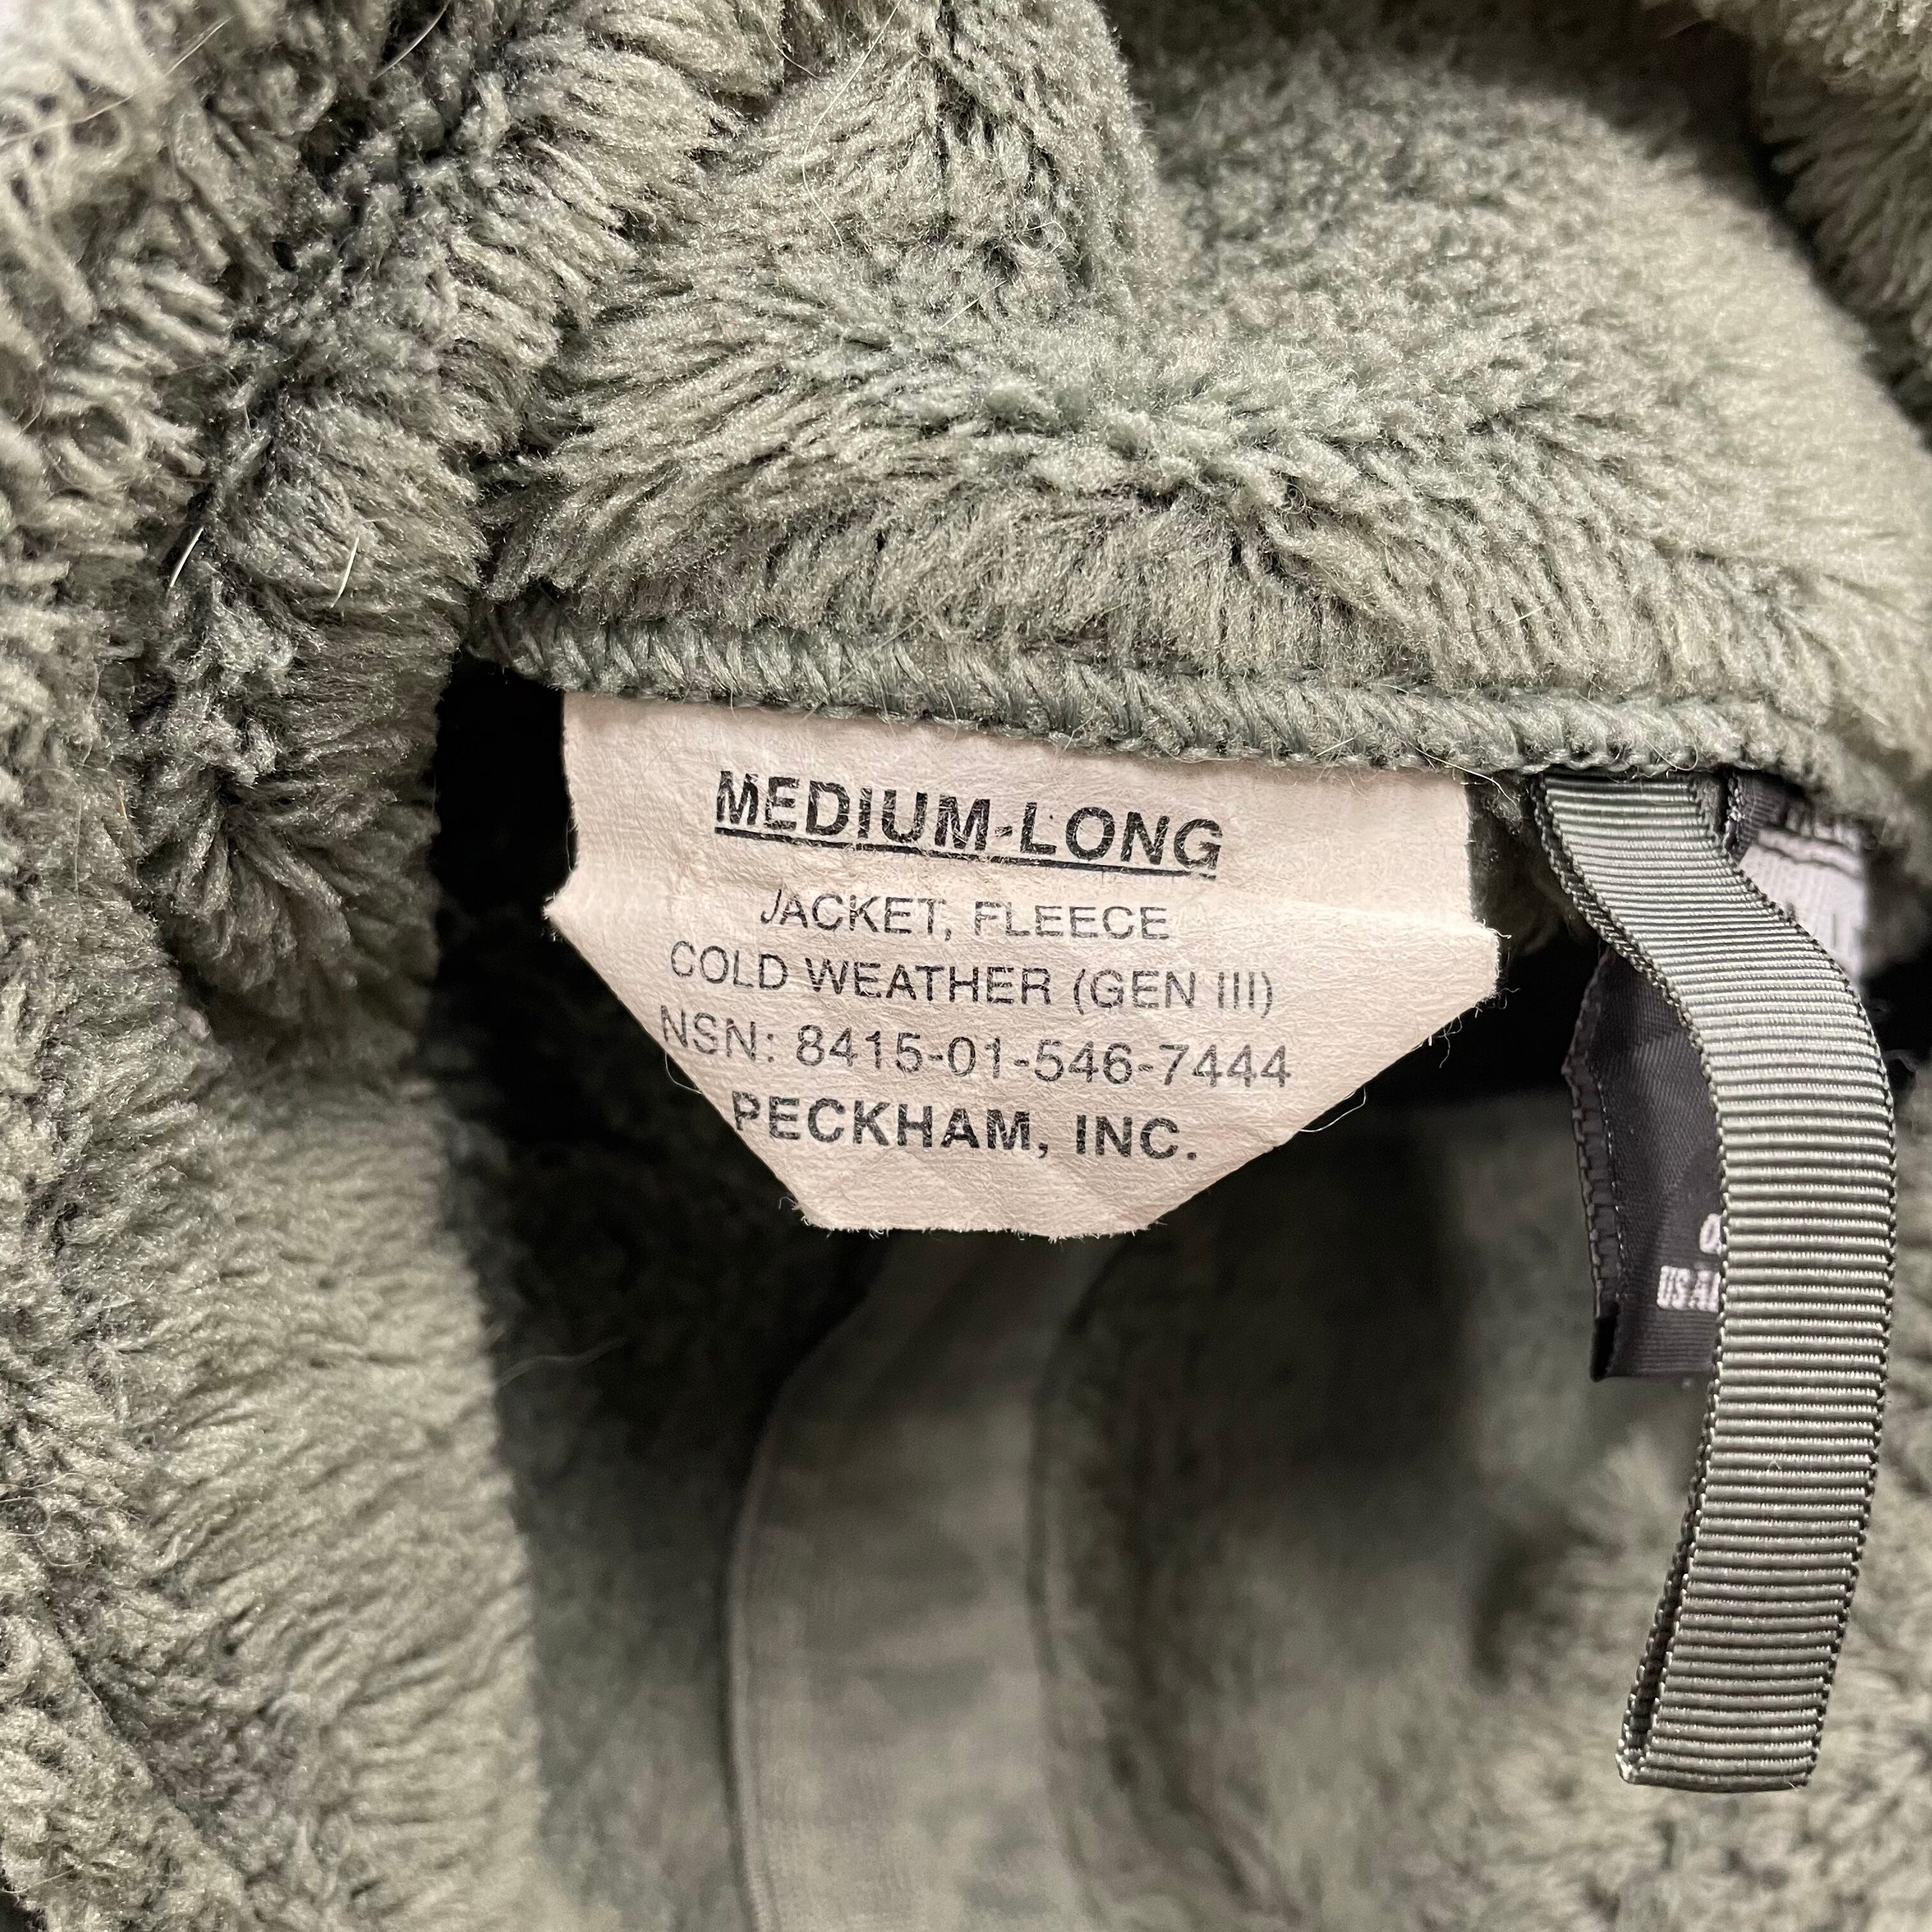 MEDIUM-LONG
JACKET, FLEECE
COLD WEATHER (GEN III)
NSN: 8415-01-546-7444
PECKHAM, INC.